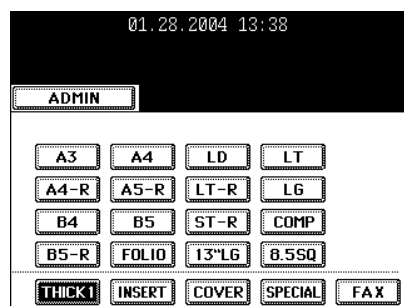 01.28.2004 13:38
ADMIN
A3 A4 LD LT
A4-R A5-R LT-R LG
B4 B5 ST-R COMP
B5-R FOLIO 13"LG 8.5SQ
THICK1 INSERT COVER SPECIAL FAX